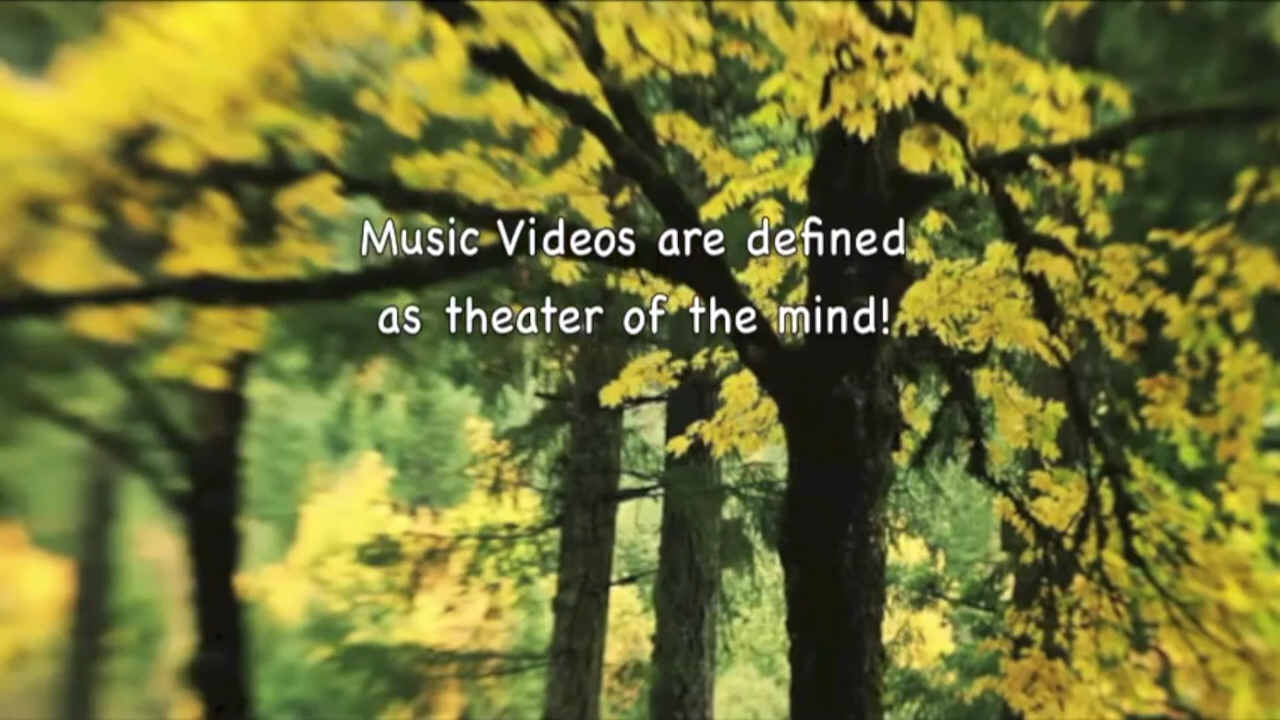 Music Videos are defined
as theater of the mind!